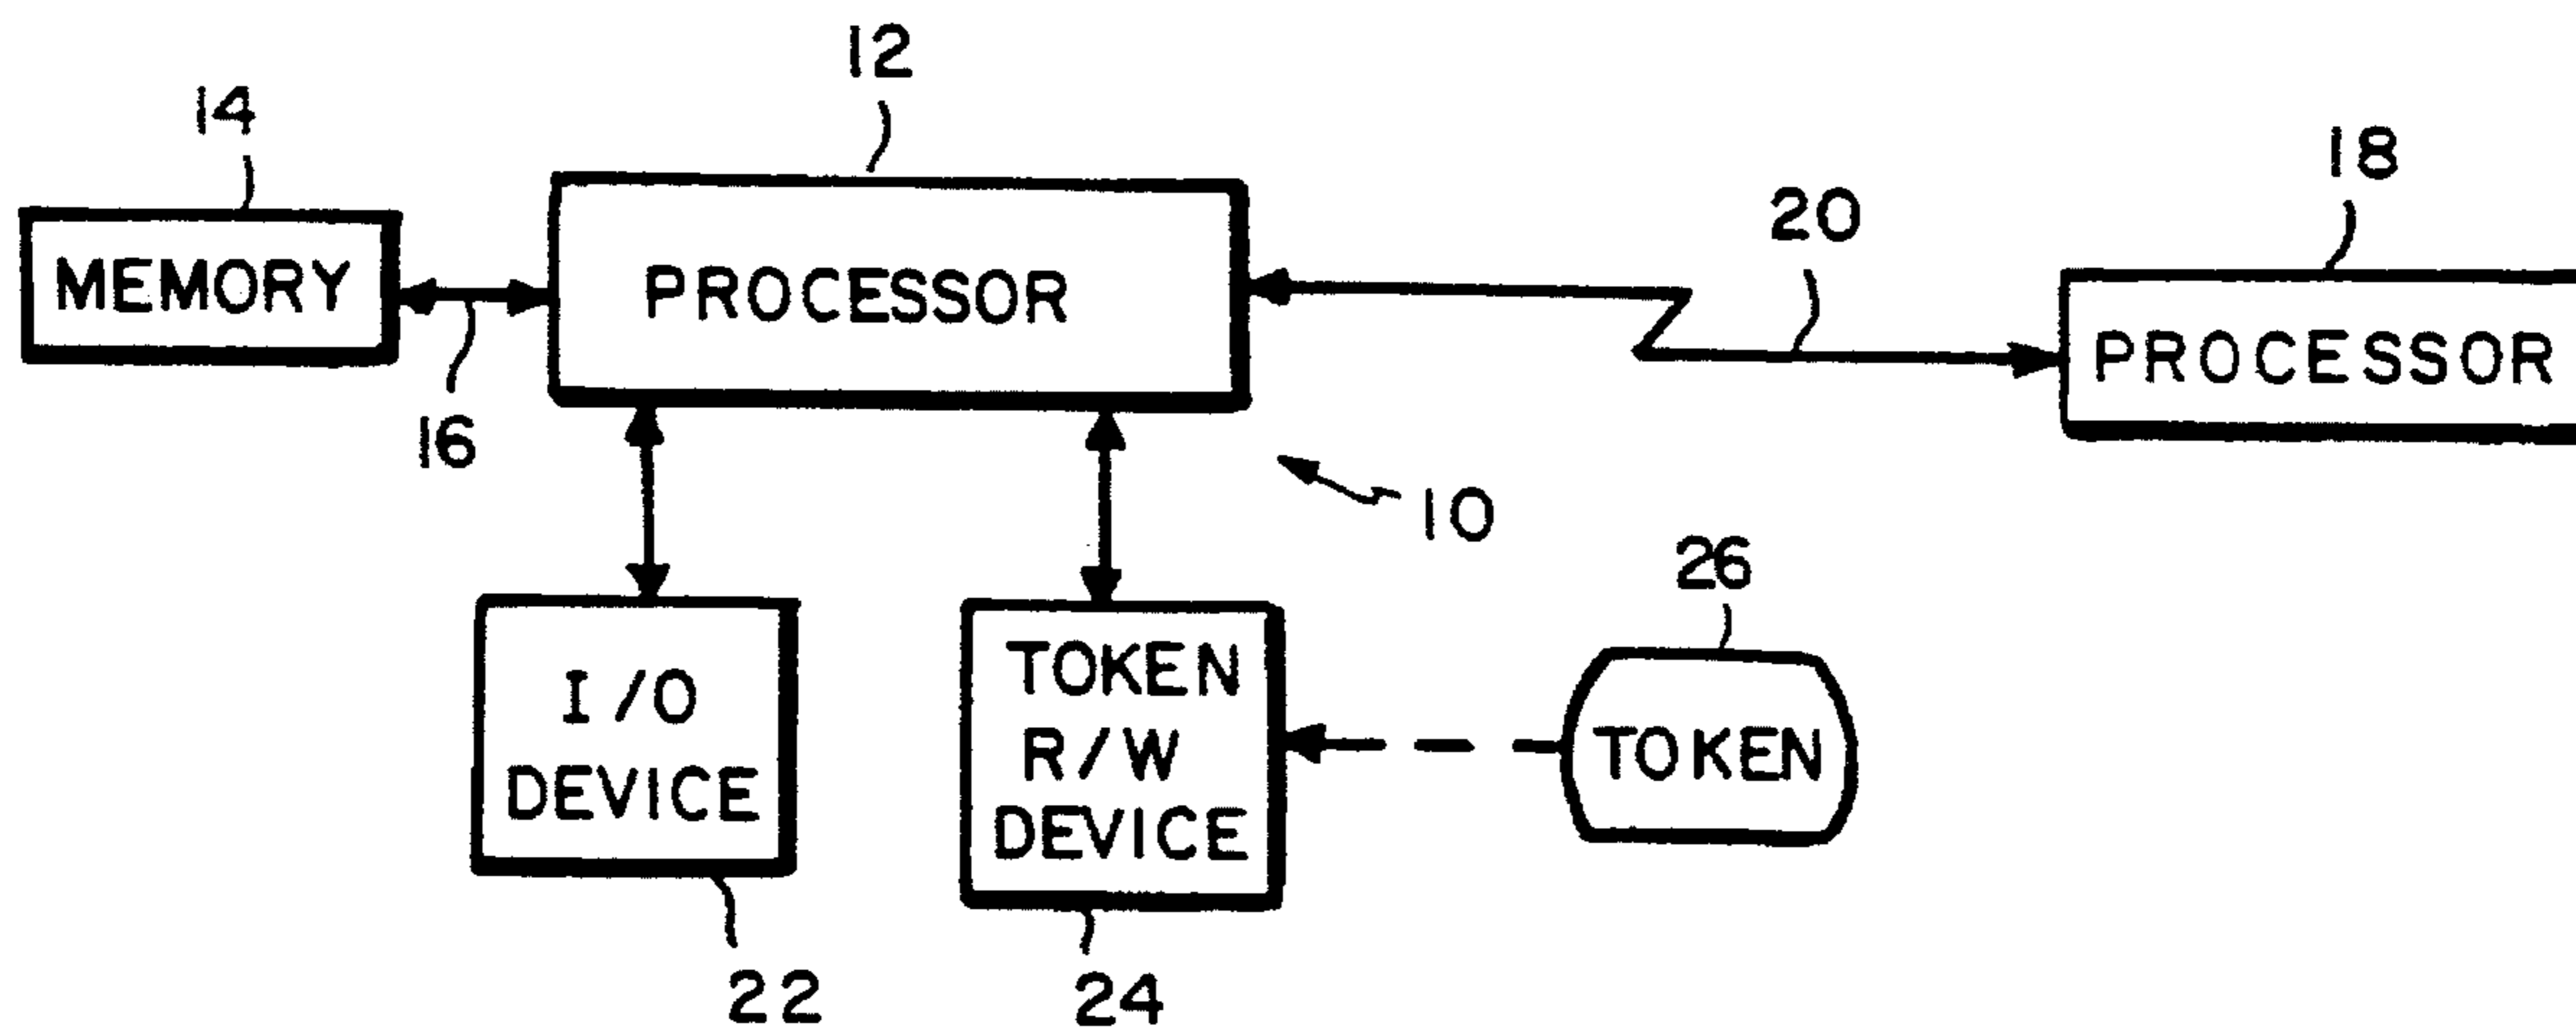 12
14
18
20
MEMORY
PROCESSOR
PROCESSOR
16
10
26
I/O
DEVICE
TOKEN
R/W
DEVICE
TOKEN
22
24